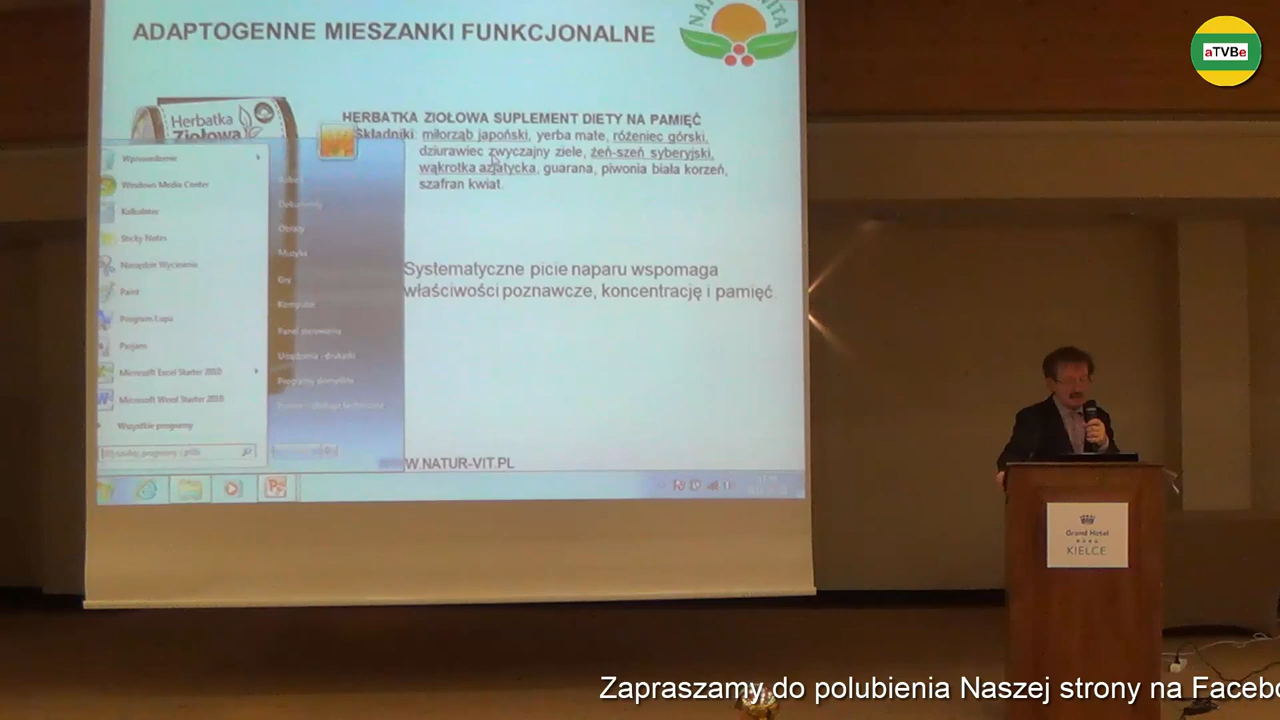 ADAPTOGENNE MIESZANKI FUNKCJONALNE
aTVBe
Herbatka
Ziołowa
HERBATKA ZIOŁOWA SUPLEMENT DIETY NA PAMIĘĆ
Składniki: miłorząb japoński, yerba mate, różeniec górski,
dziurawiec zwyczajny ziele, żeń-szeń syberyjski,
wąkrotka azjatycka, guarana, piwonia biała korzeń,
szafran kwiat.
Systematyczne picie naparu wspomaga
właściwości poznawcze, koncentrację i pamięć.
W.NATUR-VIT.PL
Wprowadzenie
Windows Media Center
Kalkulator
Sticky Notes
Narzędzie Wycinanie
Paint
Program Lupa
Pasjans
Microsoft Excel Starter 2010
Microsoft Word Starter 2010
Wszystkie programy
Dokumenty
Obrazy
Muzyka
Gry
Komputer
Panel sterowania
Urządzenia i drukarki
Programy domyślne
Grand Hotel
KIELCE
Zapraszamy do polubienia Naszej strony na Facebo